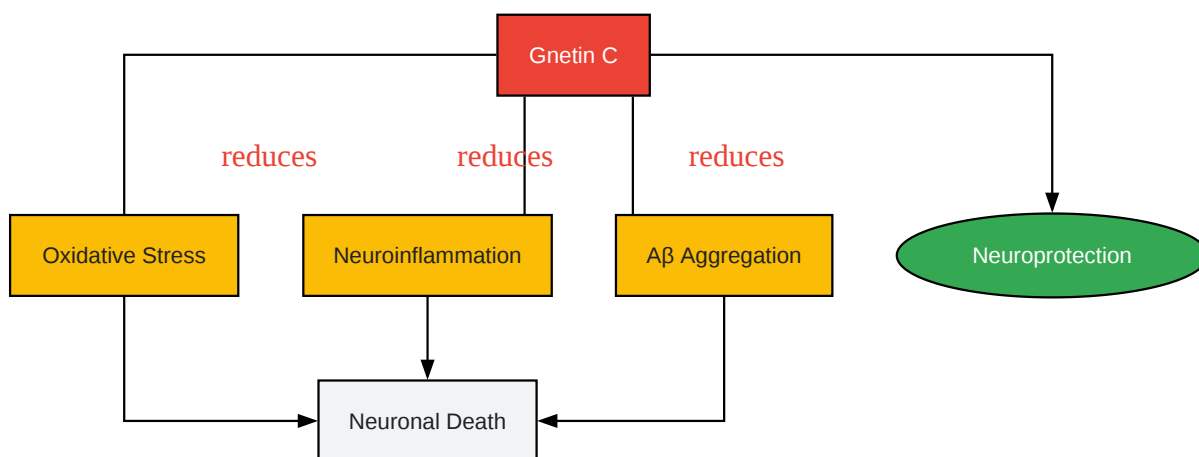 Gnetin C
reduces
reduces
reduces
Oxidative Stress
Neuroinflammation
Aβ Aggregation
Neuroprotection
Neuronal Death